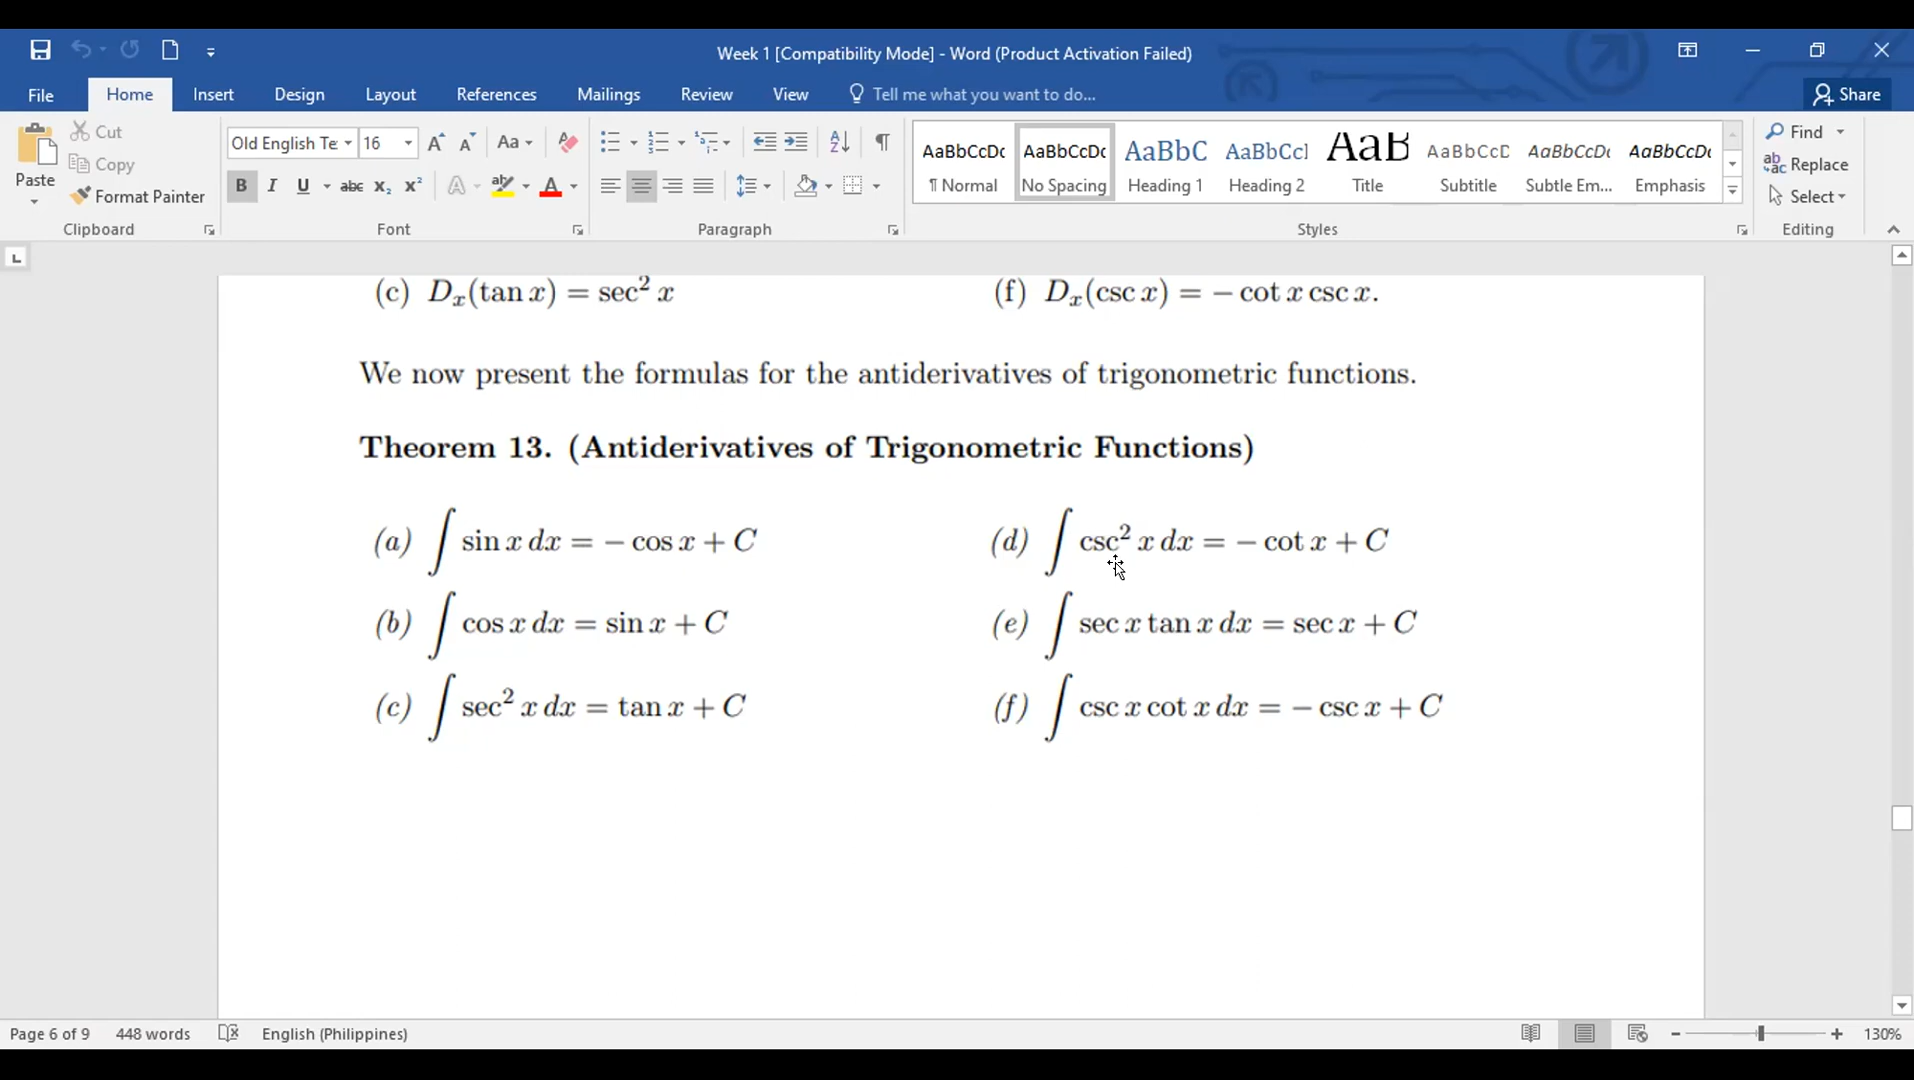 Week 1 [Compatibility Mode] - Word (Product Activation Failed)
File Home Insert Design Layout References Mailings Review View Tell me what you want to do... Share
Paste
Cut
Copy
Format Painter
Clipboard
Old English Te 16
Aa
B I U abc x₂ x²
Font
Paragraph
AaBbCcDc AaBbCcDc AaBbC AaBbCcl AaB AaBbCcD AaBbCcDc AaBbCcDc
¶ Normal No Spacing Heading 1 Heading 2 Title Subtitle Subtle Em... Emphasis
Styles
Find
Replace
Select
Editing
(c) Dₓ(tan x) = sec² x (f) Dₓ(csc x) = − cot x csc x.
We now present the formulas for the antiderivatives of trigonometric functions.
Theorem 13. (Antiderivatives of Trigonometric Functions)
(a) ∫ sin x dx = − cos x + C (d) ∫ csc² x dx = − cot x + C
(b) ∫ cos x dx = sin x + C (e) ∫ sec x tan x dx = sec x + C
(c) ∫ sec² x dx = tan x + C (f) ∫ csc x cot x dx = − csc x + C
Page 6 of 9 448 words English (Philippines) 130%